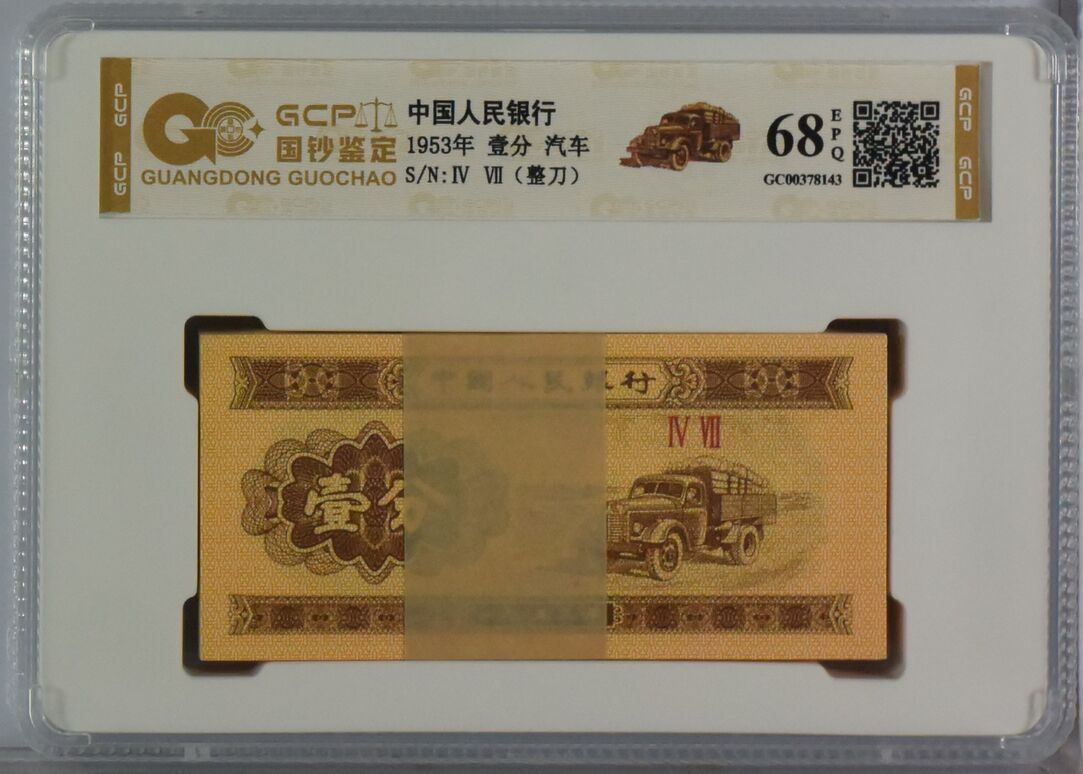 GCP
GCP
GCP
国钞鉴定
GUANGDONG GUOCHAO
中国人民银行
1953年 壹分 汽车
S/N:Ⅳ Ⅶ（整刀）
68
EPQ
GC00378143
GCP
GCP
中國人民銀行
Ⅳ Ⅶ
壹分